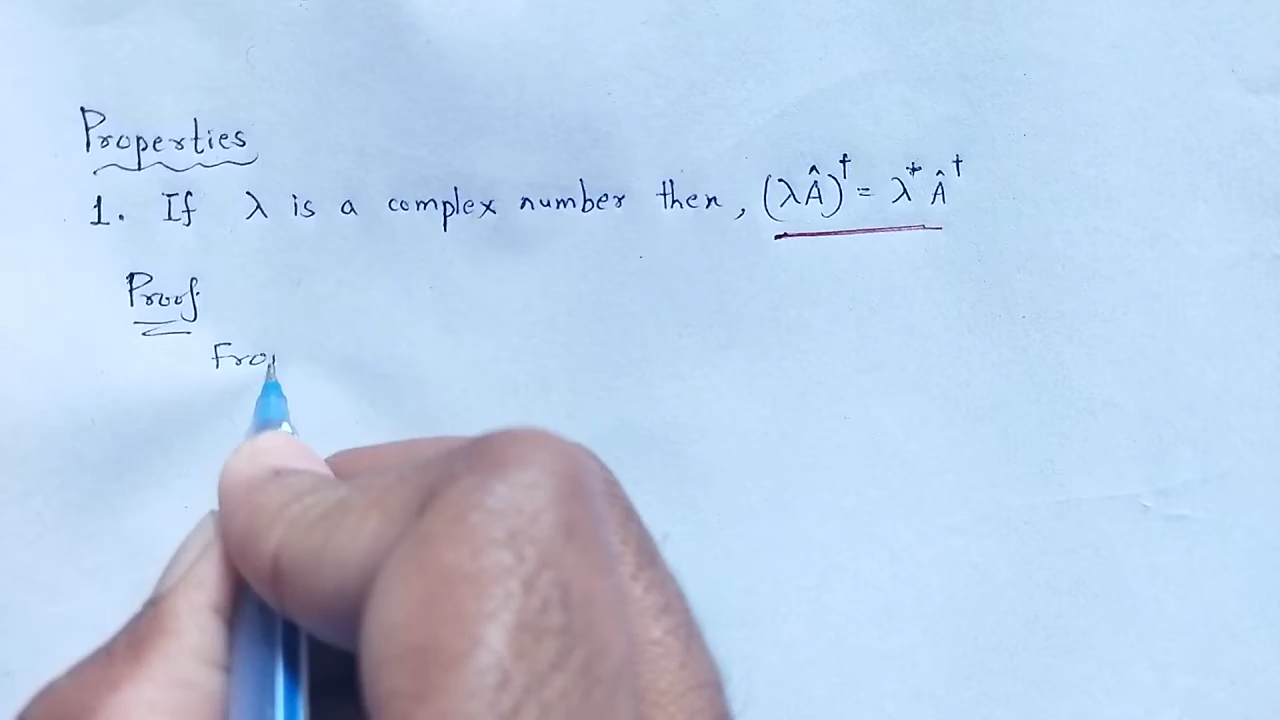 Properties
1. If λ is a complex number then, (λÂ)† = λ* Â†
Proof